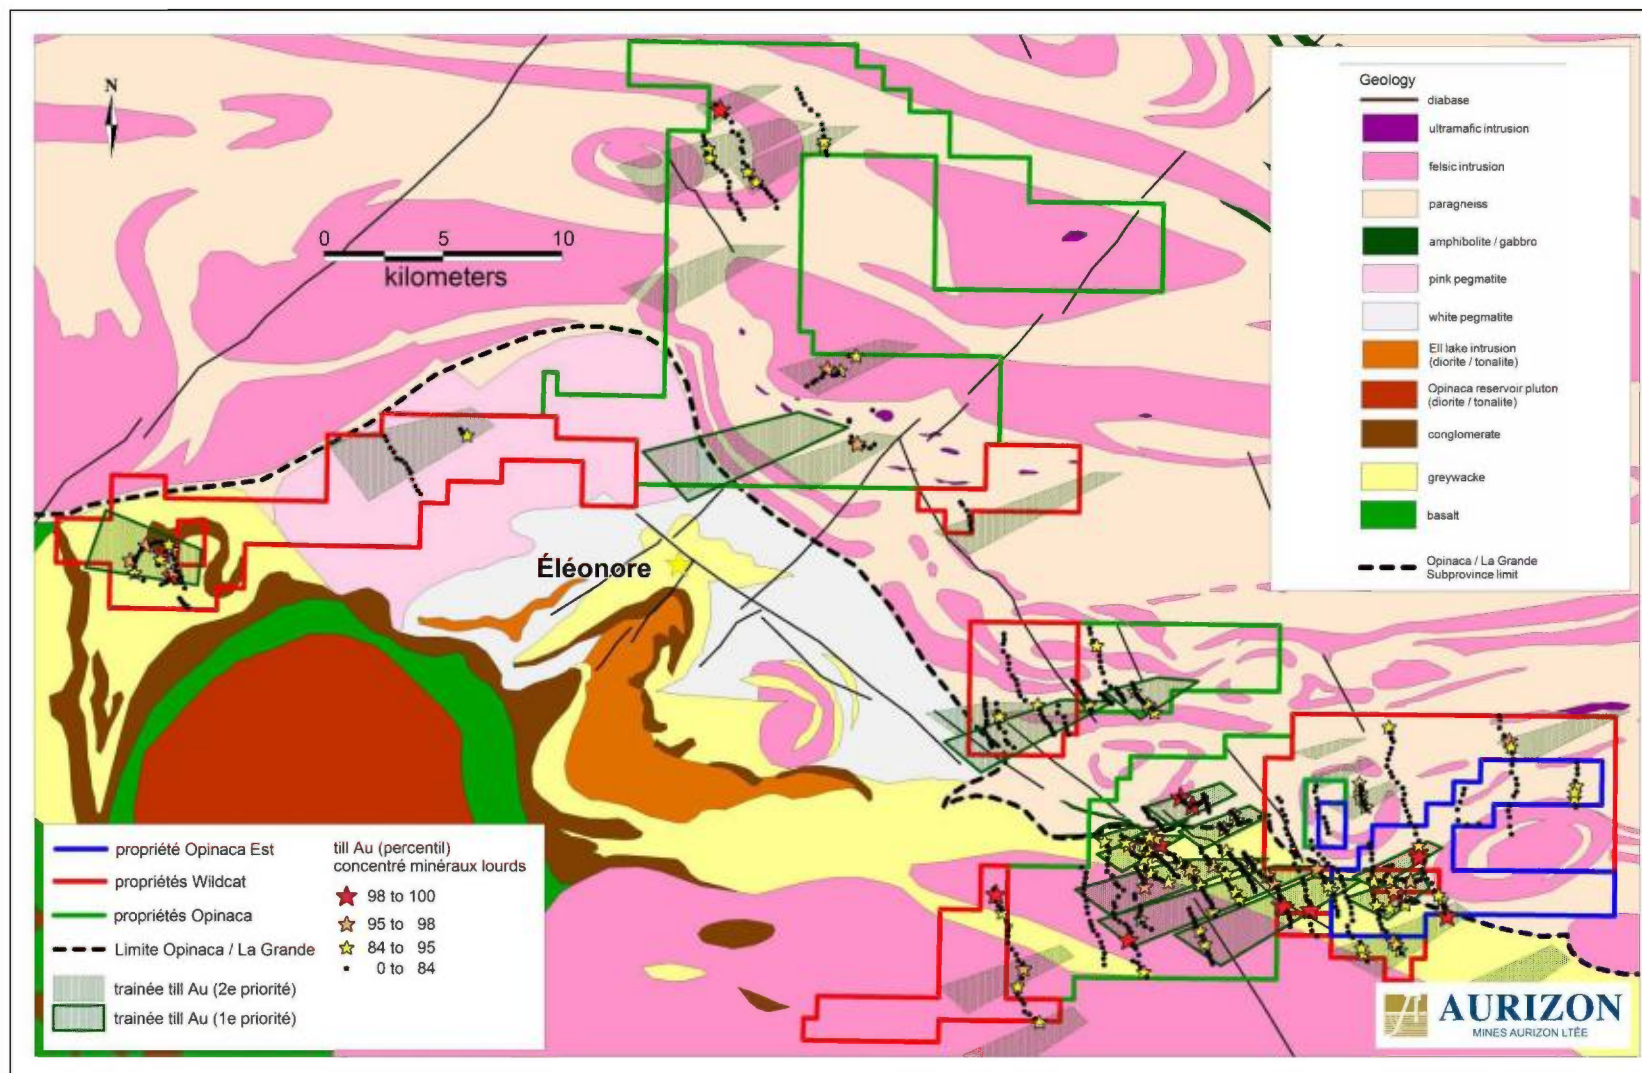 N
0 5 10
kilometers
Éléonore
Geology
diabase
ultramafic intrusion
felsic intrusion
paragneiss
amphibolite / gabbro
pink pegmatite
white pegmatite
Ell lake intrusion
(diorite / tonalite)
Opinaca reservoir pluton
(diorite / tonalite)
conglomerate
greywacke
basalt
Opinaca / La Grande
Subprovince limit
propriété Opinaca Est
propriétés Wildcat
propriétés Opinaca
Limite Opinaca / La Grande
trainée till Au (2e priorité)
trainée till Au (1e priorité)
till Au (percentil)
concentré minéraux lourds
98 to 100
95 to 98
84 to 95
0 to 84
AURIZON
MINES AURIZON LTÉE